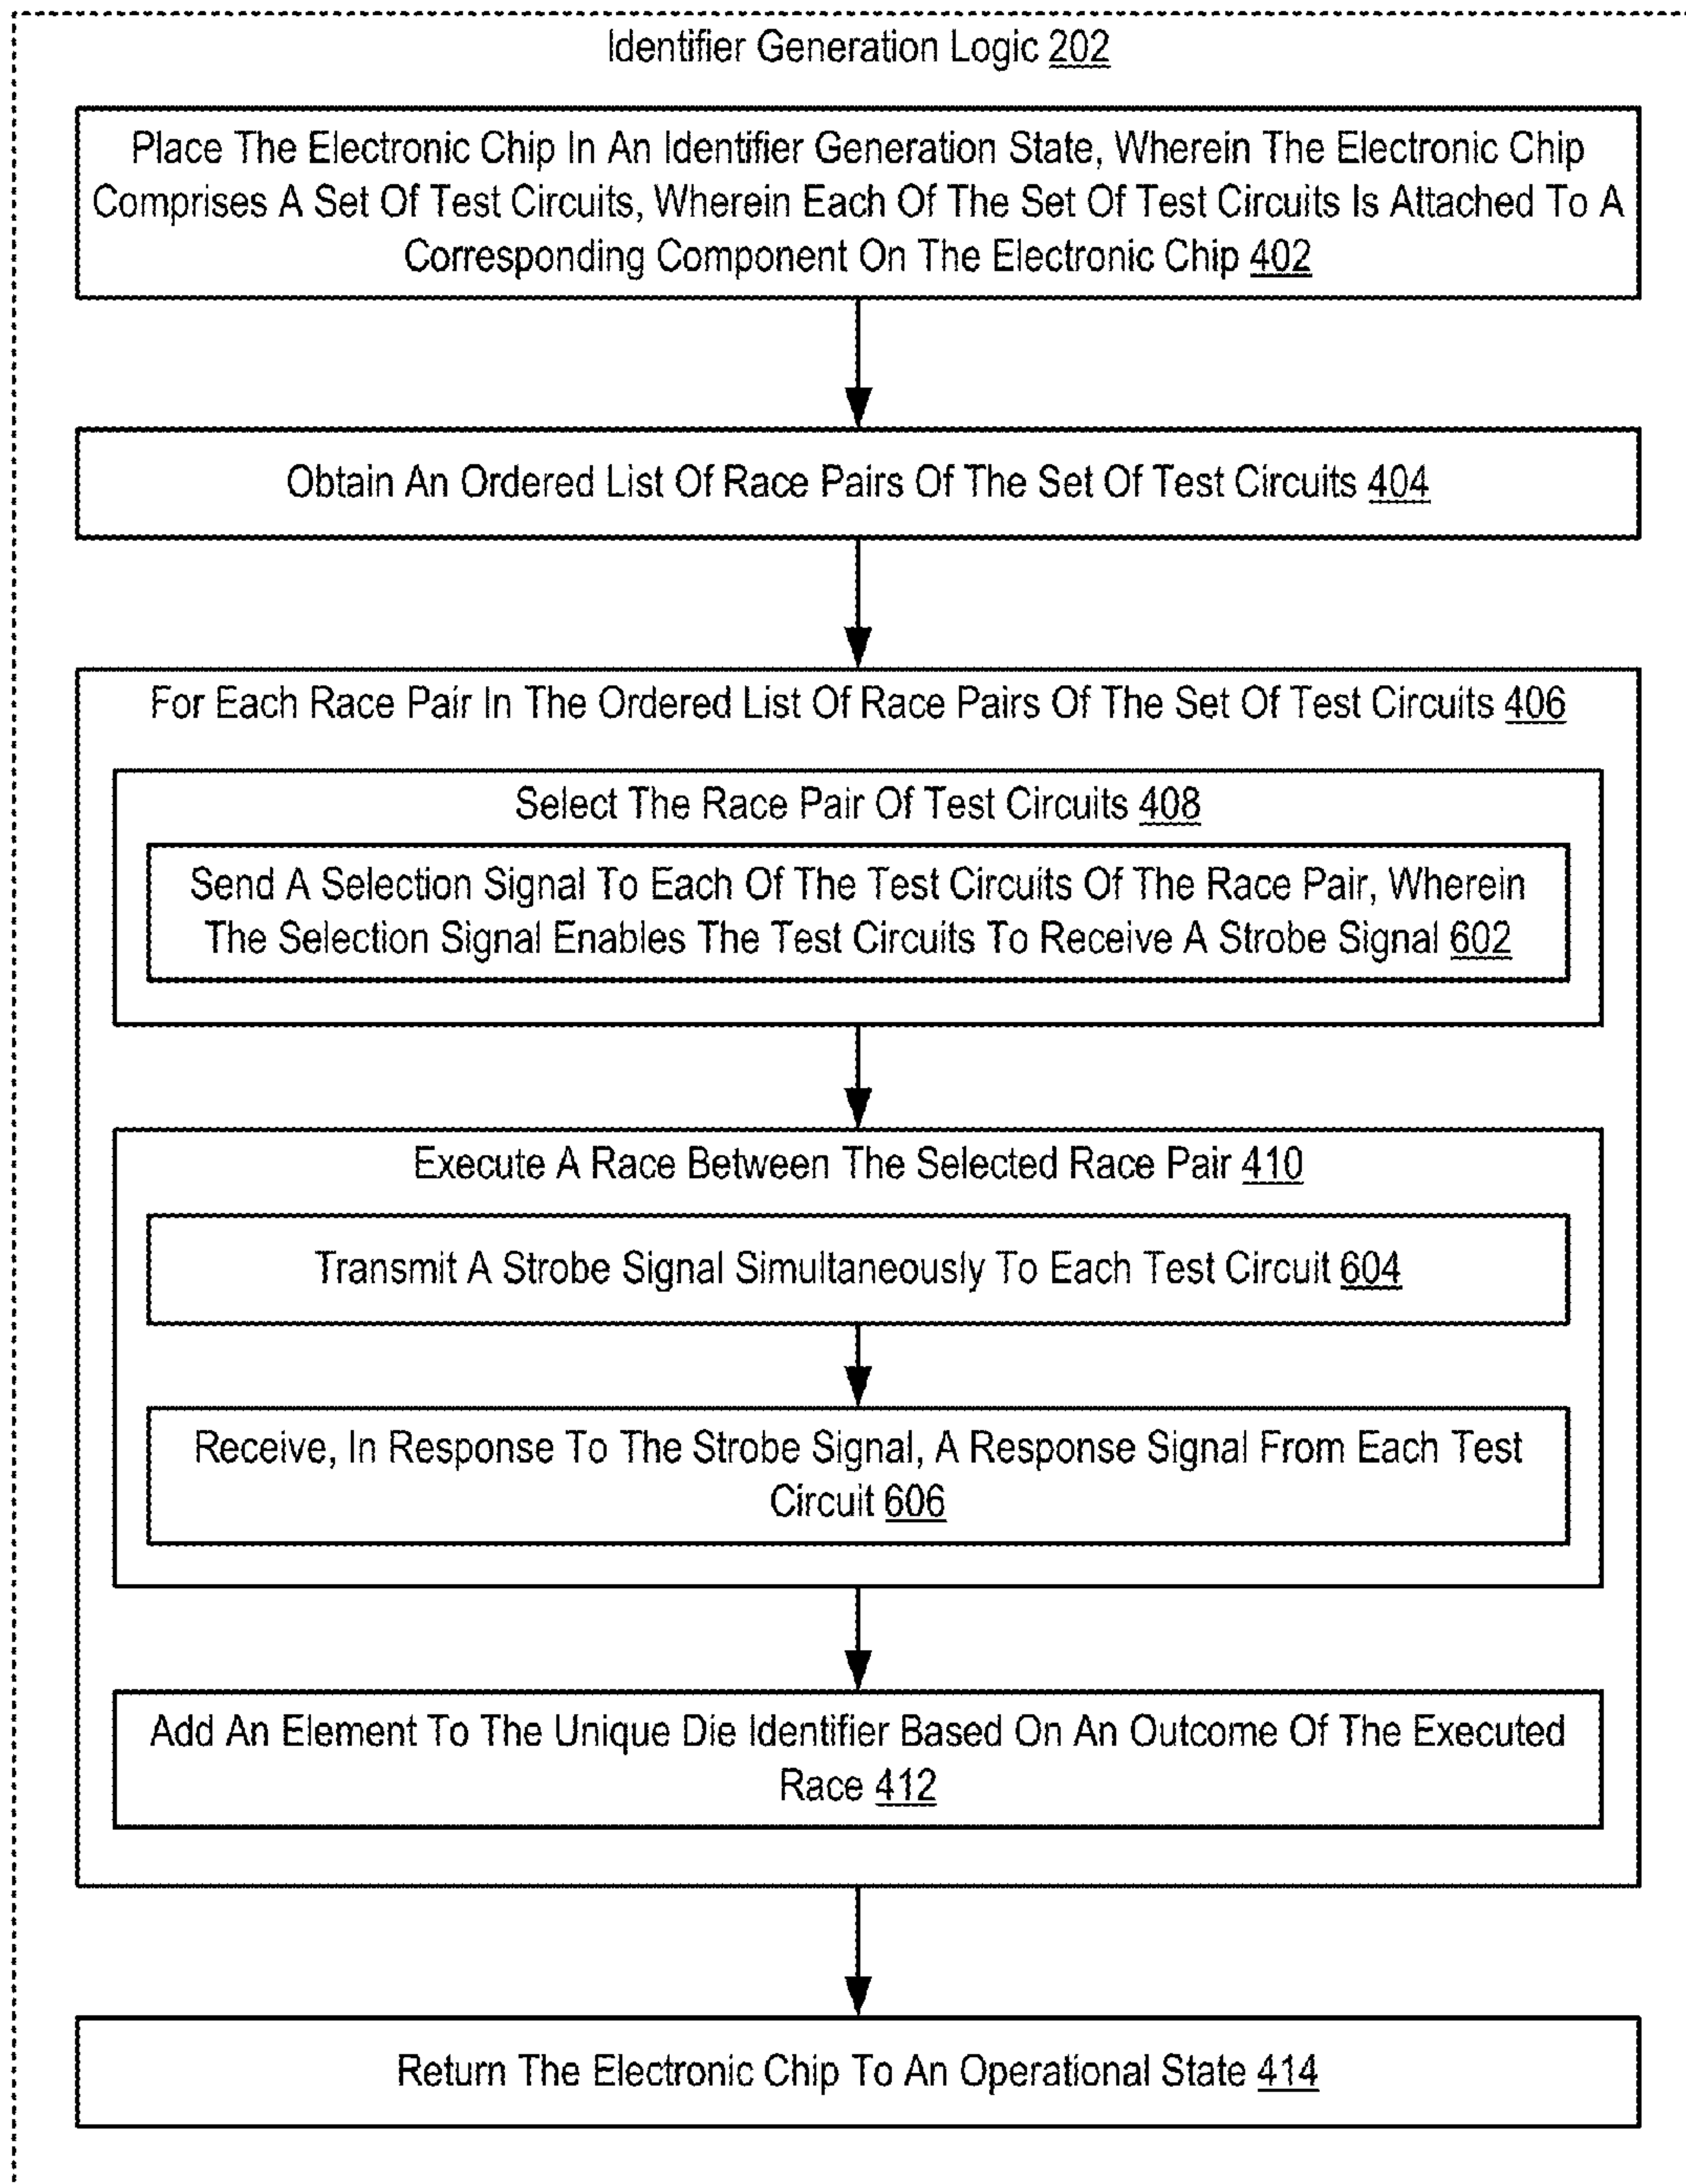 Identifier Generation Logic 202
Place The Electronic Chip In An Identifier Generation State, Wherein The Electronic Chip
Comprises A Set Of Test Circuits, Wherein Each Of The Set Of Test Circuits Is Attached To A
Corresponding Component On The Electronic Chip 402
Obtain An Ordered List Of Race Pairs Of The Set Of Test Circuits 404
For Each Race Pair In The Ordered List Of Race Pairs Of The Set Of Test Circuits 406
Select The Race Pair Of Test Circuits 408
Send A Selection Signal To Each Of The Test Circuits Of The Race Pair, Wherein
The Selection Signal Enables The Test Circuits To Receive A Strobe Signal 602
Execute A Race Between The Selected Race Pair 410
Transmit A Strobe Signal Simultaneously To Each Test Circuit 604
Receive, In Response To The Strobe Signal, A Response Signal From Each Test
Circuit 606
Add An Element To The Unique Die Identifier Based On An Outcome Of The Executed
Race 412
Return The Electronic Chip To An Operational State 414